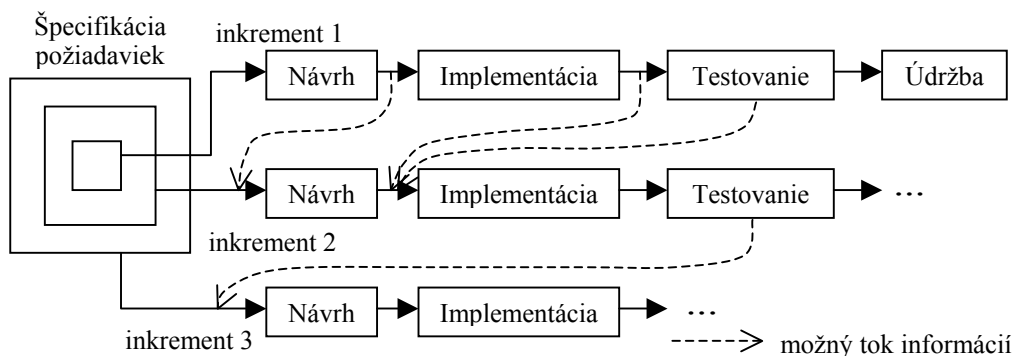 Špecifikácia
požiadaviek
inkrement 1
Návrh
Implementácia
Testovanie
Údržba
Návrh
Implementácia
Testovanie
...
inkrement 2
Návrh
Implementácia
...
inkrement 3
možný tok informácií